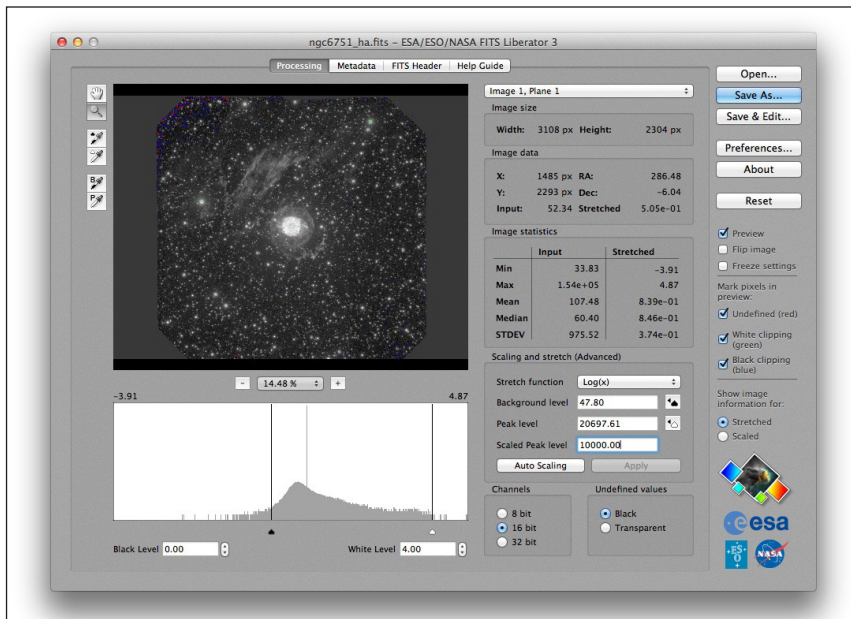 ngc6751_ha.fits – ESA/ESO/NASA FITS Liberator 3
Processing Metadata FITS Header Help Guide
Open...
Save As...
Save & Edit...
Preferences...
About
Reset
Preview
Flip image
Freeze settings
Mark pixels in
preview:
Undefined (red)
White clipping
(green)
Black clipping
(blue)
Show image
information for:
Stretched
Scaled
Image 1, Plane 1
Image size
Width: 3108 px Height: 2304 px
Image data
X: 1485 px RA: 286.48
Y: 2293 px Dec: -6.04
Input: 52.34 Stretched 5.05e-01
Image statistics
Input Stretched
Min 33.83 -3.91
Max 1.54e+05 4.87
Mean 107.48 8.39e-01
Median 60.40 8.46e-01
STDEV 975.52 3.74e-01
Scaling and stretch (Advanced)
Stretch function Log(x)
Background level 47.80
Peak level 20697.61
Scaled Peak level 10000.00
Auto Scaling Apply
Channels
8 bit
16 bit
32 bit
Undefined values
Black
Transparent
B
P
- 14.48 % +
-3.91 4.87
Black Level 0.00 White Level 4.00
esa
ES
O
NASA